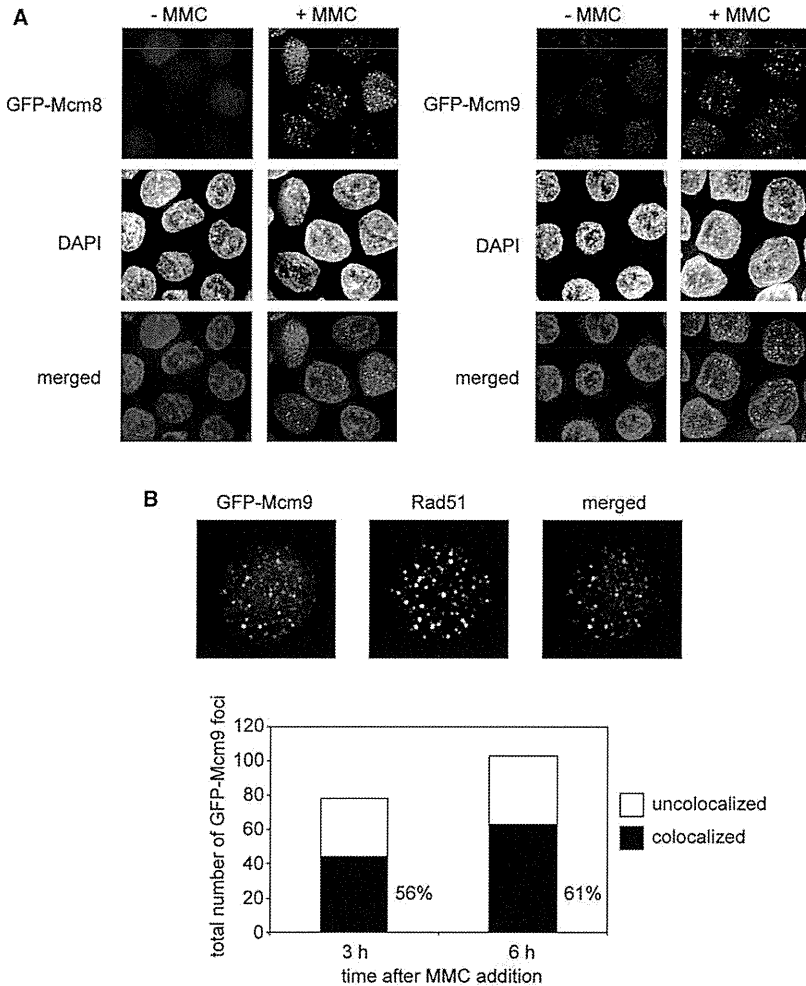 A
- MMC + MMC
- MMC + MMC
GFP-Mcm8
GFP-Mcm9
DAPI
DAPI
merged
merged
B
GFP-Mcm9 Rad51 merged
total number of GFP-Mcm9 foci
120
100
80
60
40
20
0
56%
61%
3 h 6 h
time after MMC addition
uncolocalized
colocalized